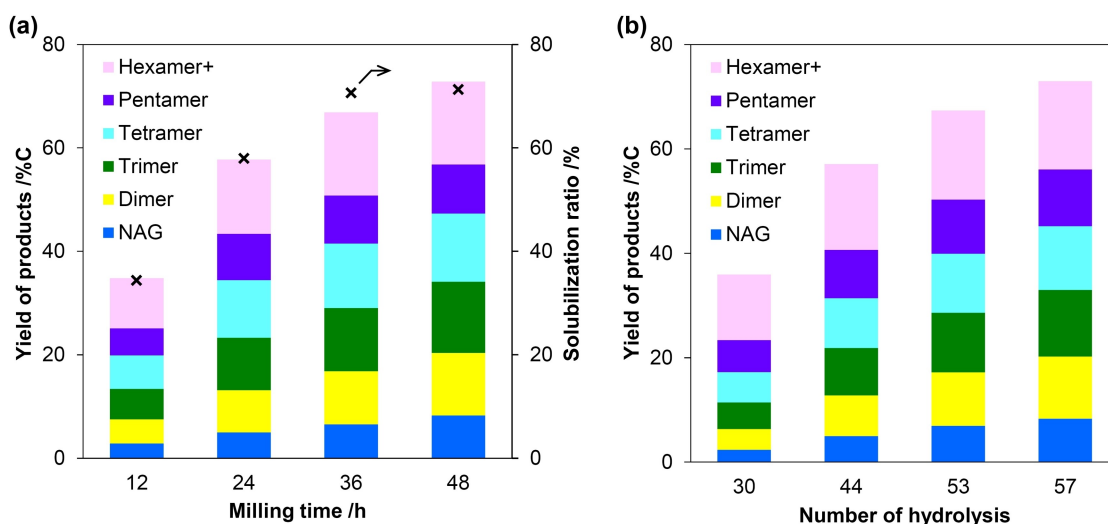 (a)
80
60
40
20
0
Yield of products /%C
Hexamer+
Pentamer
Tetramer
Trimer
Dimer
NAG
80
60
40
20
0
Solubilization ratio /%
12 24 36 48
Milling time /h
(b)
80
60
40
20
0
Yield of products /%C
Hexamer+
Pentamer
Tetramer
Trimer
Dimer
NAG
30 44 53 57
Number of hydrolysis